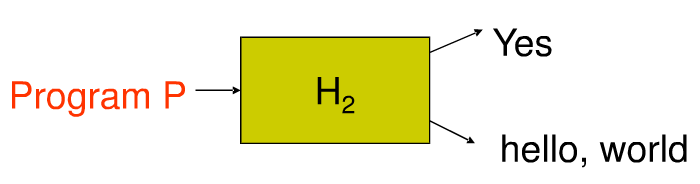 Yes
Program P
H₂
hello, world